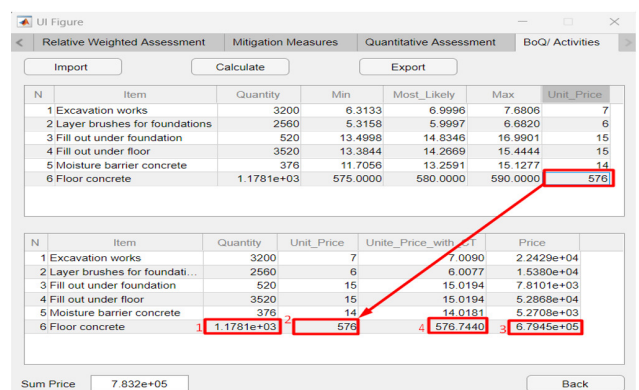 UI Figure
Relative Weighted Assessment Mitigation Measures Quantitative Assessment BoQ/ Activities
Import Calculate Export
N Item Quantity Min Most_Likely Max Unit_Price
1 Excavation works 3200 6.3133 6.9996 7.6806 7
2 Layer brushes for foundations 2560 5.3158 5.9997 6.6820 6
3 Fill out under foundation 520 13.4998 14.8346 16.9901 15
4 Fill out under floor 3520 13.3844 14.2669 15.4444 15
5 Moisture barrier concrete 376 11.7056 13.2591 15.1277 14
6 Floor concrete 1.1781e+03 575.0000 580.0000 590.0000 576
N Item Quantity Unit_Price Unite_Price_with_CT Price
1 Excavation works 3200 7 7.0090 2.2429e+04
2 Layer brushes for foundati... 2560 6 6.0077 1.5380e+04
3 Fill out under foundation 520 15 15.0194 7.8101e+03
4 Fill out under floor 3520 15 15.0194 5.2868e+04
5 Moisture barrier concrete 376 14 14.0181 5.2708e+03
6 Floor concrete 1 1.1781e+03 2 576 4 576.7440 3 6.7945e+05
Sum Price 7.832e+05 Back